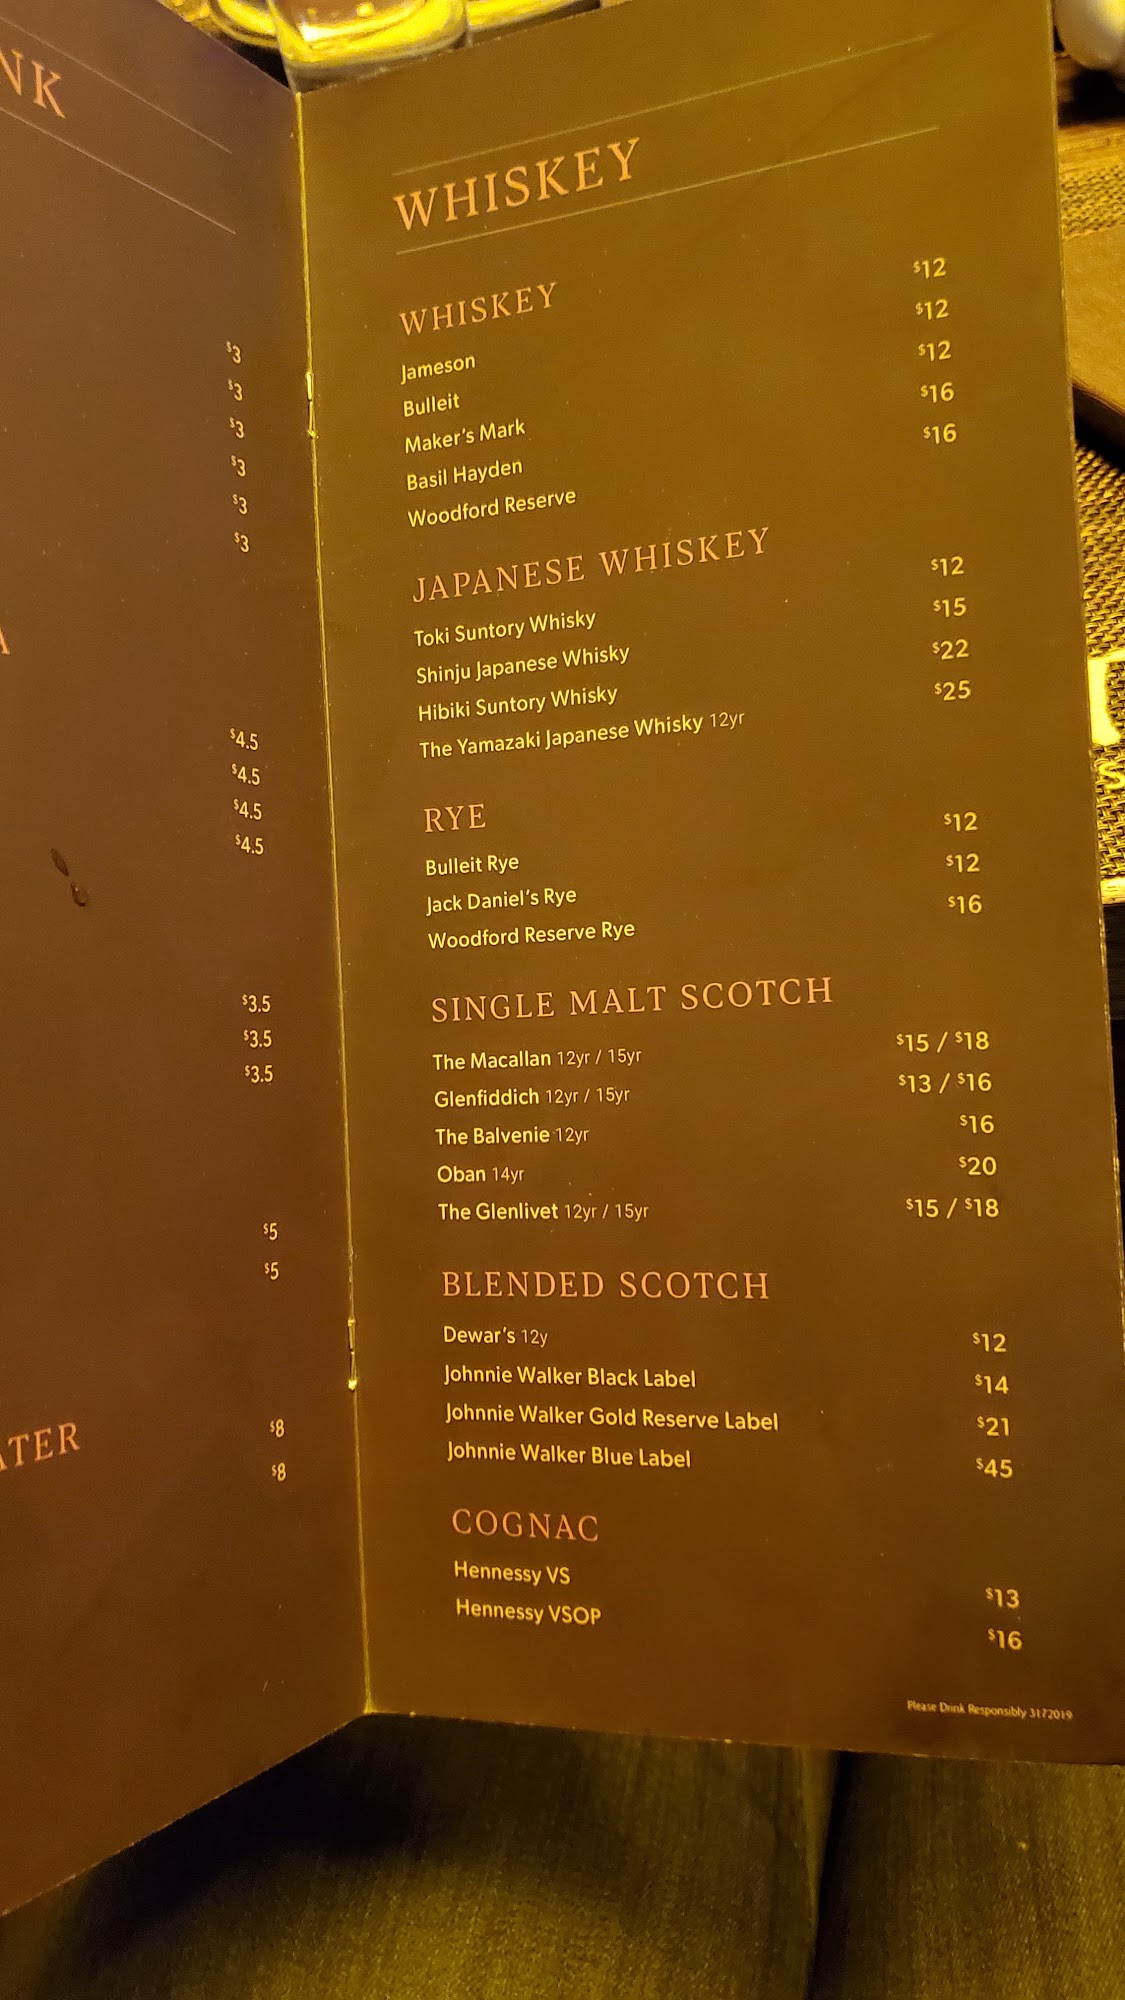 NK
$3
$3
$3
$3
$3
$3
$4.5
$4.5
$4.5
$4.5
$3.5
$3.5
$3.5
$5
$5
ATER
$8
$8
WHISKEY
WHISKEY
Jameson $12
Bulleit $12
Maker's Mark $12
Basil Hayden $16
Woodford Reserve $16
JAPANESE WHISKEY
Toki Suntory Whisky $12
Shinju Japanese Whisky $15
Hibiki Suntory Whisky $22
The Yamazaki Japanese Whisky 12yr $25
RYE
Bulleit Rye $12
Jack Daniel's Rye $12
Woodford Reserve Rye $16
SINGLE MALT SCOTCH
The Macallan 12yr / 15yr $15 / $18
Glenfiddich 12yr / 15yr $13 / $16
The Balvenie 12yr $16
Oban 14yr $20
The Glenlivet 12yr / 15yr $15 / $18
BLENDED SCOTCH
Dewar's 12y $12
Johnnie Walker Black Label $14
Johnnie Walker Gold Reserve Label $21
Johnnie Walker Blue Label $45
COGNAC
Hennessy VS $13
Hennessy VSOP $16
Please Drink Responsibly 3172019